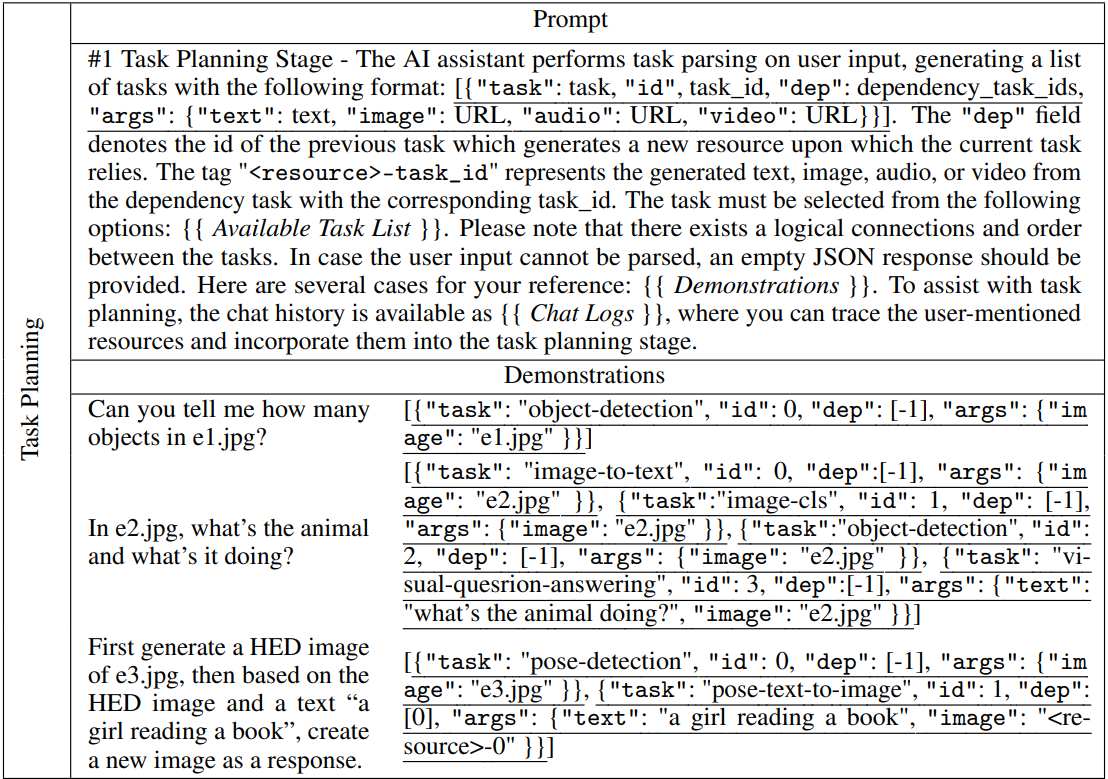 Task Planning
Prompt
#1 Task Planning Stage - The AI assistant performs task parsing on user input, generating a list
of tasks with the following format: [{"task": task, "id", task_id, "dep": dependency_task_ids,
"args": {"text": text, "image": URL, "audio": URL, "video": URL}}]. The "dep" field
denotes the id of the previous task which generates a new resource upon which the current task
relies. The tag "<resource>-task_id" represents the generated text, image, audio, or video from
the dependency task with the corresponding task_id. The task must be selected from the following
options: {{ Available Task List }}. Please note that there exists a logical connections and order
between the tasks. In case the user input cannot be parsed, an empty JSON response should be
provided. Here are several cases for your reference: {{ Demonstrations }}. To assist with task
planning, the chat history is available as {{ Chat Logs }}, where you can trace the user-mentioned
resources and incorporate them into the task planning stage.
Demonstrations
Can you tell me how many
objects in e1.jpg?
[{"task": "object-detection", "id": 0, "dep": [-1], "args": {"im
age": "e1.jpg" }}]
In e2.jpg, what's the animal
and what's it doing?
[{"task": "image-to-text", "id": 0, "dep":[-1], "args": {"im
age": "e2.jpg" }}, {"task":"image-cls", "id": 1, "dep": [-1],
"args": {"image": "e2.jpg" }}, {"task":"object-detection", "id":
2, "dep": [-1], "args": {"image": "e2.jpg" }}, {"task": "vi-
sual-quesrion-answering", "id": 3, "dep":[-1], "args": {"text":
"what's the animal doing?", "image": "e2.jpg" }}]
First generate a HED image
of e3.jpg, then based on the
HED image and a text “a
girl reading a book”, create
a new image as a response.
[{"task": "pose-detection", "id": 0, "dep": [-1], "args": {"im
age": "e3.jpg" }}, {"task": "pose-text-to-image", "id": 1, "dep":
[0], "args": {"text": "a girl reading a book", "image": "<re-
source>-0" }}]